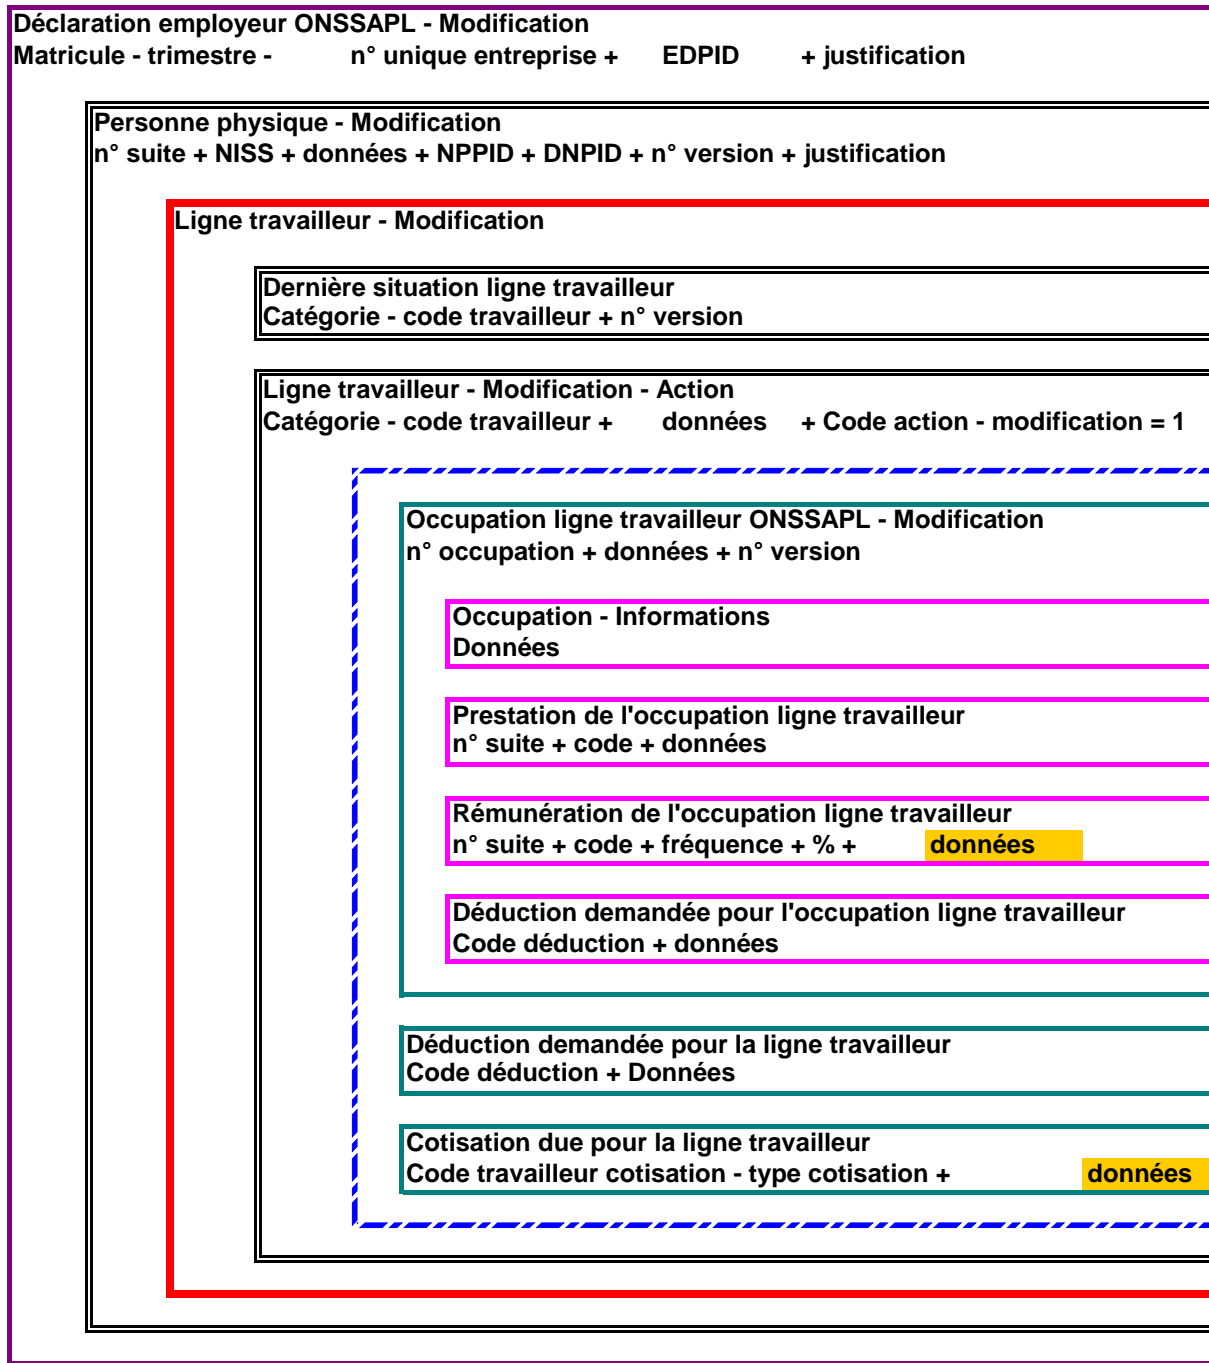 Déclaration employeur ONSSAPL - Modification
Matricule - trimestre - n° unique entreprise + EDPID + justification
Personne physique - Modification
n° suite + NISS + données + NPPID + DNPID + n° version + justification
Ligne travailleur - Modification
Dernière situation ligne travailleur
Catégorie - code travailleur + n° version
Ligne travailleur - Modification - Action
Catégorie - code travailleur + données + Code action - modification = 1
Occupation ligne travailleur ONSSAPL - Modification
n° occupation + données + n° version
Occupation - Informations
Données
Prestation de l'occupation ligne travailleur
n° suite + code + données
Rémunération de l'occupation ligne travailleur
n° suite + code + fréquence + % + données
Déduction demandée pour l'occupation ligne travailleur
Code déduction + données
Déduction demandée pour la ligne travailleur
Code déduction + Données
Cotisation due pour la ligne travailleur
Code travailleur cotisation - type cotisation + données